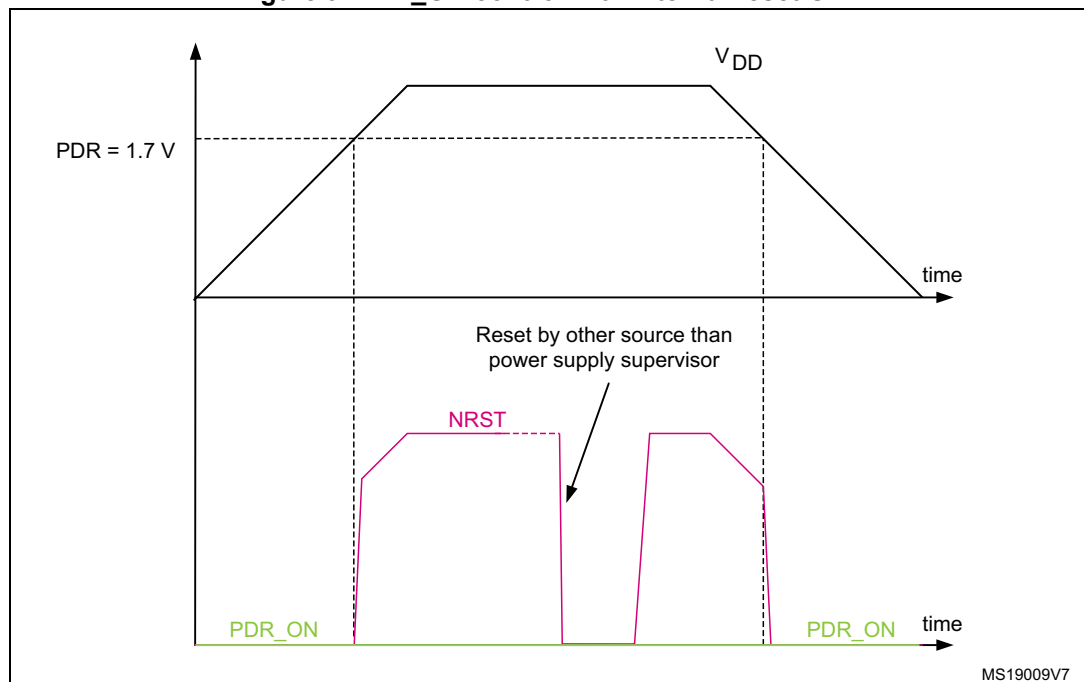 V DD
PDR = 1.7 V
time
Reset by other source than
power supply supervisor
NRST
PDR_ON
PDR_ON
time
MS19009V7